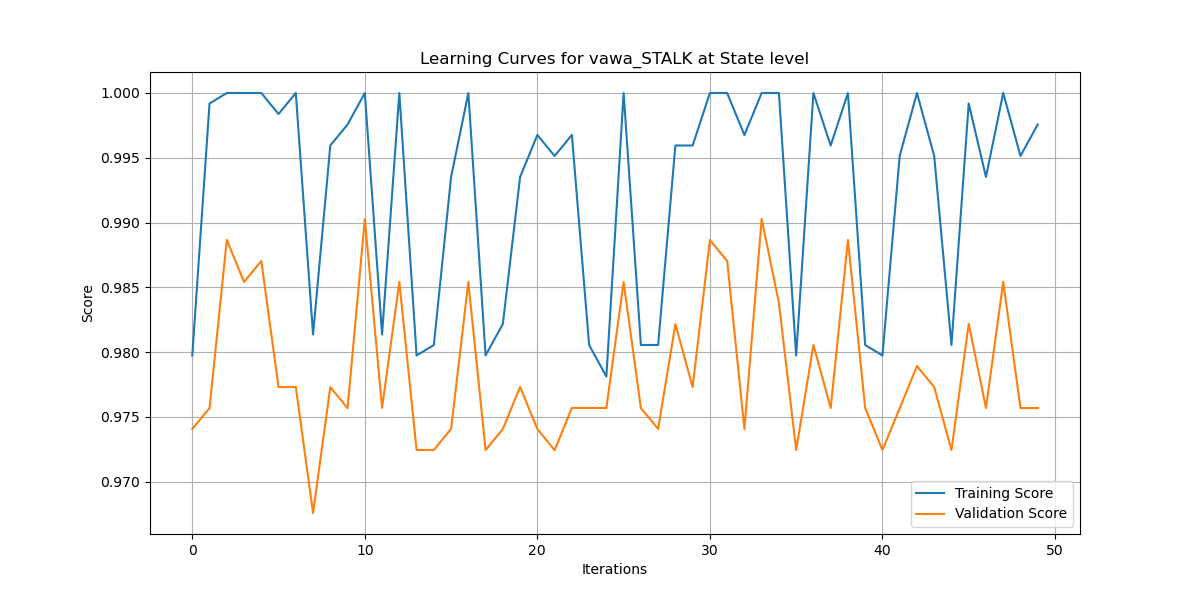 Learning Curves for vawa_STALK at State level
1.000
0.995
0.990
0.985
0.980
0.975
0.970
Score
0 10 20 30 40 50
Iterations
Training Score
Validation Score